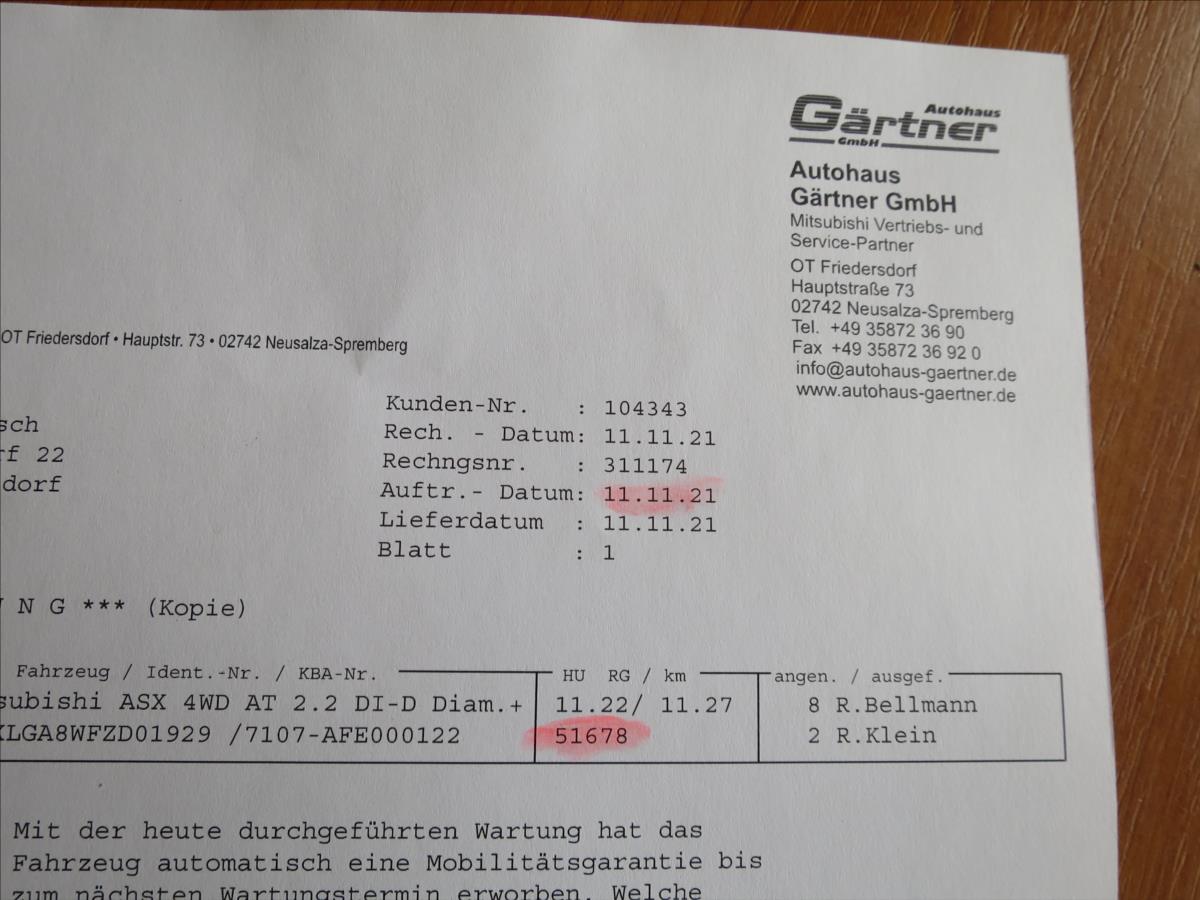 Autohaus
Gärtner
GmbH
Autohaus
Gärtner GmbH
Mitsubishi Vertriebs- und
Service-Partner
OT Friedersdorf
Hauptstraße 73
02742 Neusalza-Spremberg
Tel. +49 35872 36 90
Fax +49 35872 36 92 0
info@autohaus-gaertner.de
www.autohaus-gaertner.de
OT Friedersdorf • Hauptstr. 73 • 02742 Neusalza-Spremberg
sch
rf 22
dorf
Kunden-Nr. : 104343
Rech. - Datum: 11.11.21
Rechngsnr. : 311174
Auftr.- Datum: 11.11.21
Lieferdatum : 11.11.21
Blatt : 1
N G *** (Kopie)
Fahrzeug / Ident.-Nr. / KBA-Nr. HU RG / km angen. / ausgef.
subishi ASX 4WD AT 2.2 DI-D Diam.+ 11.22/ 11.27 8 R.Bellmann
LGA8WFZD01929 /7107-AFE000122 51678 2 R.Klein
Mit der heute durchgeführten Wartung hat das
Fahrzeug automatisch eine Mobilitätsgarantie bis
zum nächsten Wartungstermin erworben. Welche